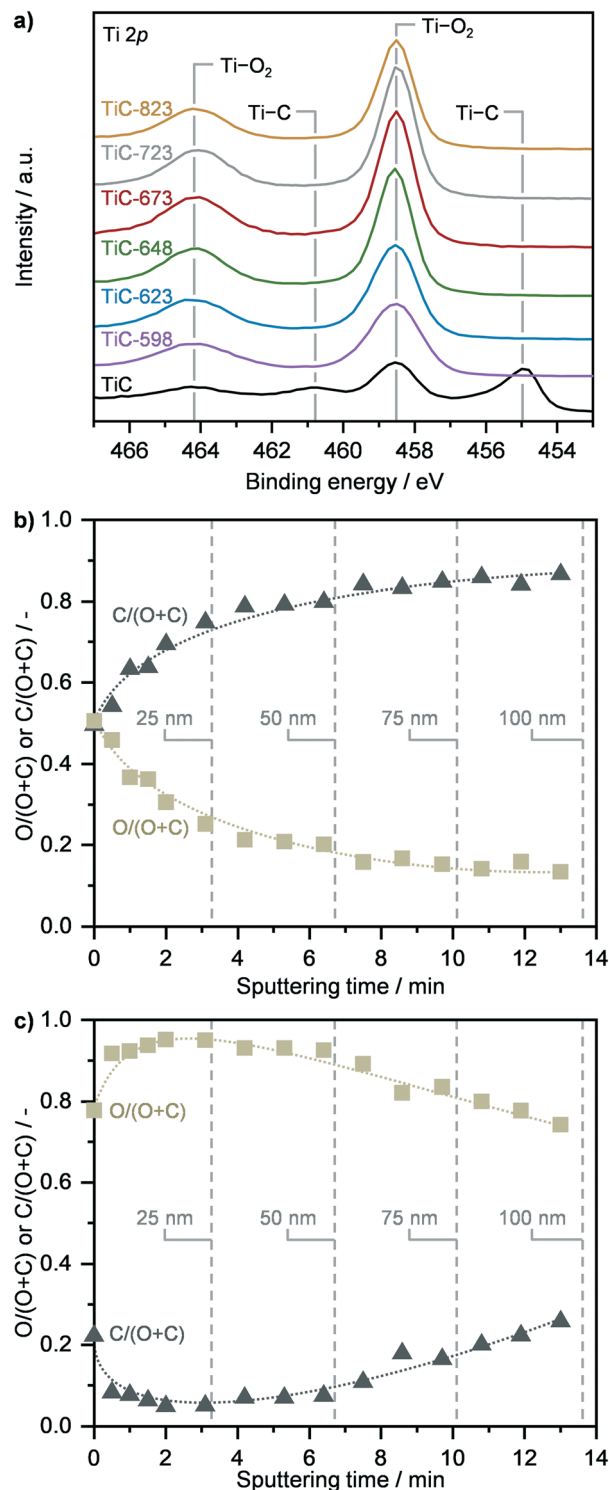 a)
Ti 2p
Ti–O₂
Ti–O₂
Ti–C
Ti–C
TiC-823
TiC-723
TiC-673
TiC-648
TiC-623
TiC-598
TiC
Intensity / a.u.
466 464 462 460 458 456 454
Binding energy / eV
b)
1.0
0.8
0.6
0.4
0.2
0.0
O/(O+C) or C/(O+C) / -
C/(O+C)
O/(O+C)
25 nm 50 nm 75 nm 100 nm
0 2 4 6 8 10 12 14
Sputtering time / min
c)
1.0
0.8
0.6
0.4
0.2
0.0
O/(O+C) or C/(O+C) / -
O/(O+C)
25 nm 50 nm 75 nm 100 nm
C/(O+C)
0 2 4 6 8 10 12 14
Sputtering time / min